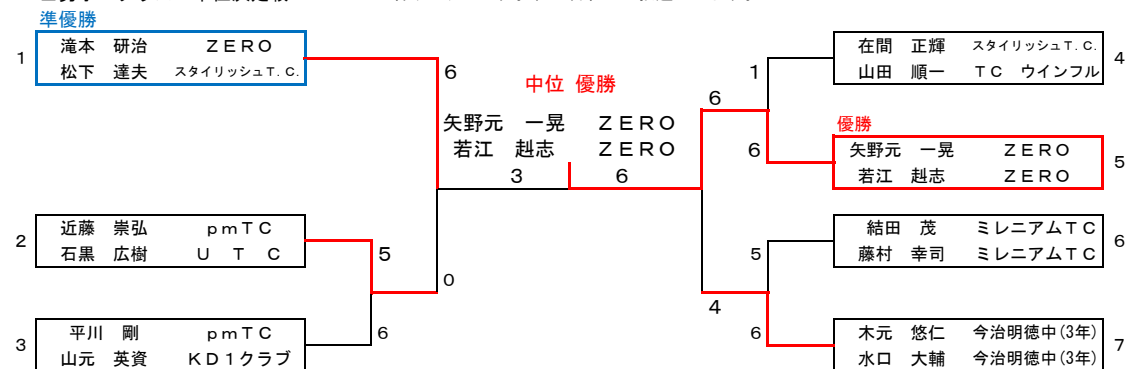 準優勝
1 滝本 研治 ZERO
松下 達夫 スタイリッシュT.C.
6
2 近藤 崇弘 pmTC
石黒 広樹 U T C
5
0
3 平川 剛 pmTC
山元 英資 KD1クラブ
6
中位 優勝
矢野元 一晃 ZERO
若江 赳志 ZERO
3 6
在間 正輝 スタイリッシュT.C. 4
山田 順一 TC ウインフル
1
6
優勝
矢野元 一晃 ZERO 5
若江 赳志 ZERO
6
結田 茂 ミレニアムTC 6
藤村 幸司 ミレニアムTC
5
4
木元 悠仁 今治明徳中(3年) 7
水口 大輔 今治明徳中(3年)
6